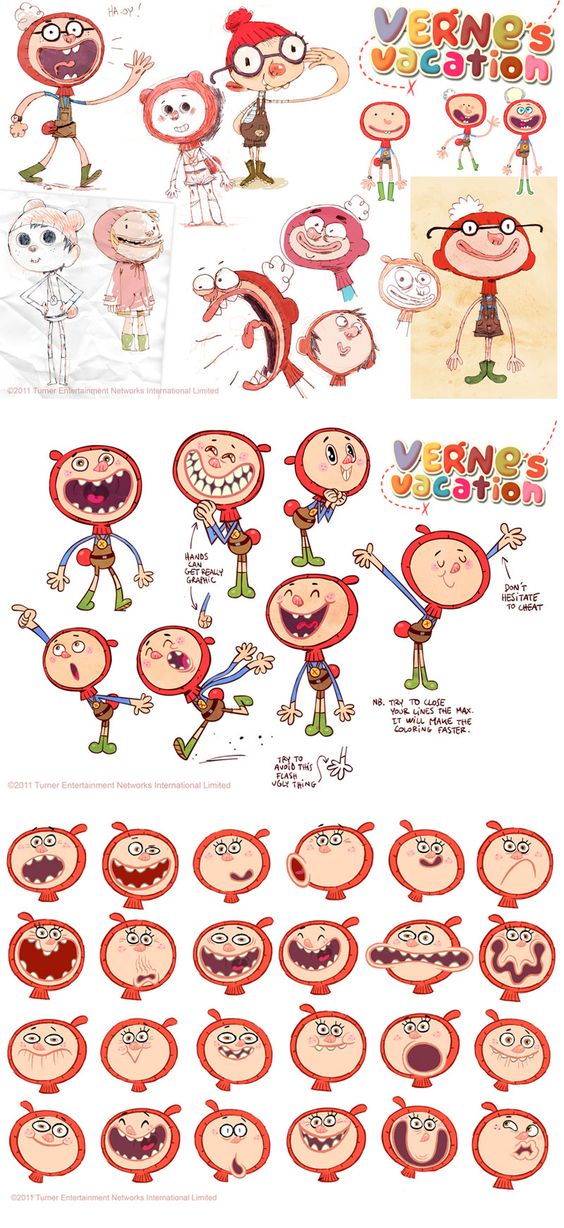 HA-OY!
VERNE'S
vacation
©2011 Turner Entertainment Networks International Limited
VERNE'S
vacation
HANDS
CAN
GET REALLY
GRAPHIC
DON'T
HESITATE
TO CHEAT
NB. TRY TO CLOSE
YOUR LINES THE MAX.
IT WILL MAKE THE
COLORING FASTER.
TRY TO
AVOID THIS
FLASH
UGLY THING
©2011 Turner Entertainment Networks International Limited
©2011 Turner Entertainment Networks International Limited